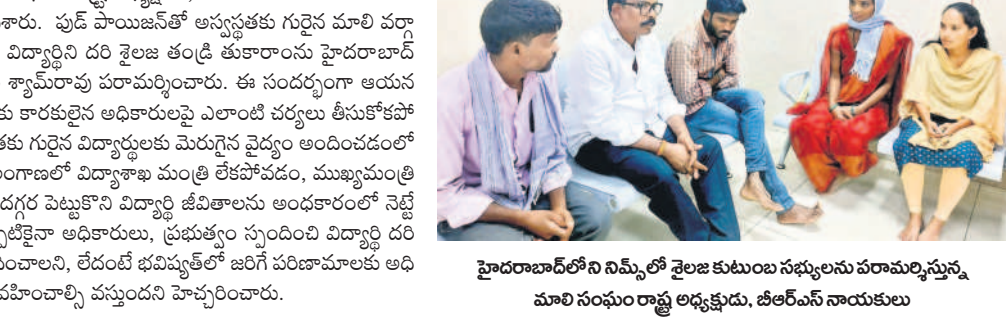 శారు. ఫుడ్ పాయిజన్‌తో అస్వస్థతకు గురైన మాలి వర్గా
విద్యార్థిని దరి శైలజ తండ్రి తుకారాంను హైదరాబాద్
శ్యామ్‌రావు పరామర్శించారు. ఈ సందర్భంగా ఆయన
కు కారకులైన అధికారులపై ఎలాంటి చర్యలు తీసుకోకపో
తకు గురైన విద్యార్థులకు మెరుగైన వైద్యం అందించడంలో
ంగాణలో విద్యాశాఖ మంత్రి లేకపోవడం, ముఖ్యమంత్రి
దగ్గర పెట్టుకొని విద్యార్థి జీవితాలను అంధకారంలో నెట్టే
్పటికైనా అధికారులు, ప్రభుత్వం స్పందించి విద్యార్థి దరి
ించాలని, లేదంటే భవిష్యత్‌లో జరిగే పరిణామాలకు అధి
వహించాల్సి వస్తుందని హెచ్చరించారు.
హైదరాబాద్‌లోని నిమ్స్‌లో శైలజ కుటుంబ సభ్యులను పరామర్శిస్తున్న
మాలి సంఘం రాష్ట్ర అధ్యక్షుడు, బీఆర్ఎస్ నాయకులు